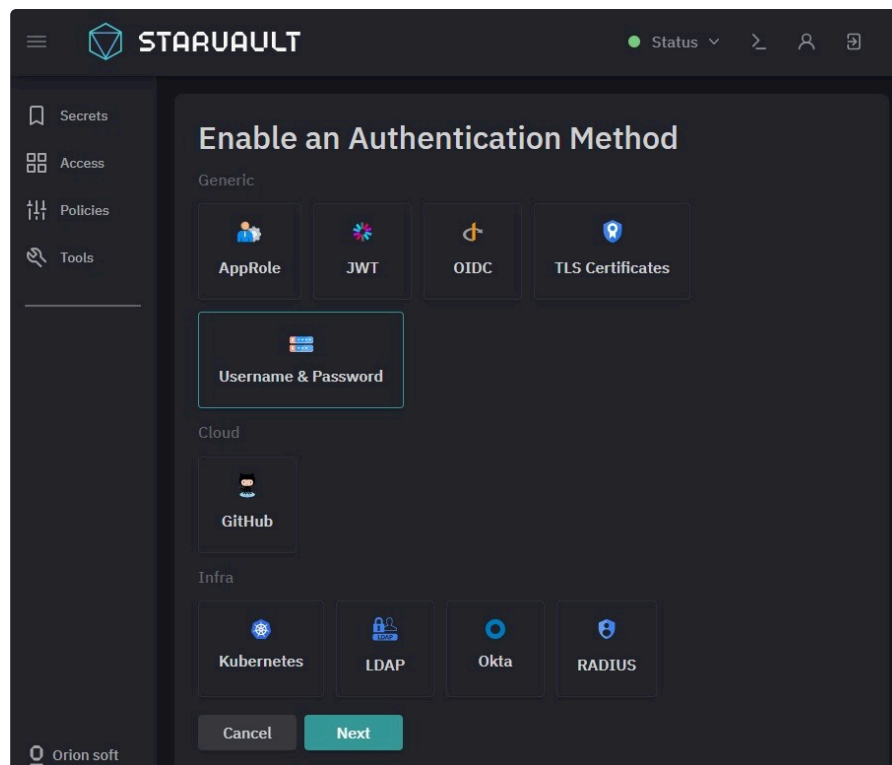 STARVAULT
Status
Secrets
Access
Policies
Tools
Enable an Authentication Method
Generic
AppRole
JWT
OIDC
TLS Certificates
Username & Password
Cloud
GitHub
Infra
Kubernetes
LDAP
LDAP
Okta
RADIUS
Cancel
Next
Orion soft